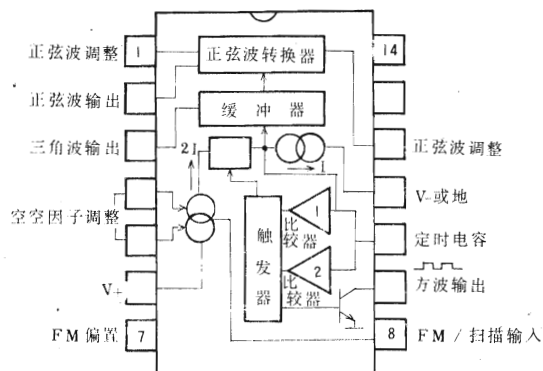 正弦波调整 1 正弦波转换器 14
正弦波输出
缓冲器
三角波输出 2I 正弦波调整
I
V-或地
空空因子调整
1
比较器
触发器
定时电容
2
比较器
V+
方波输出
FM偏置 7 8 FM/扫描输入